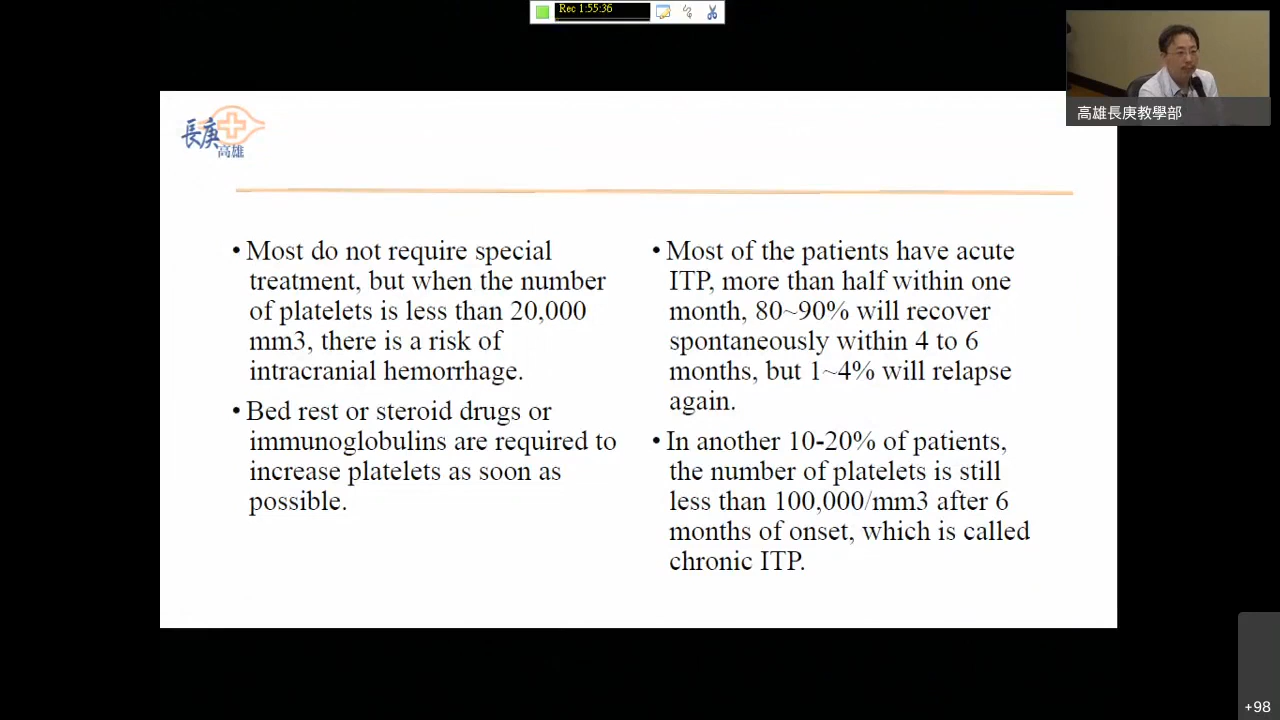 Rec 1:55:36
高雄長庚教學部
長庚
高雄
• Most do not require special
treatment, but when the number
of platelets is less than 20,000
mm3, there is a risk of
intracranial hemorrhage.
• Bed rest or steroid drugs or
immunoglobulins are required to
increase platelets as soon as
possible.
• Most of the patients have acute
ITP, more than half within one
month, 80~90% will recover
spontaneously within 4 to 6
months, but 1~4% will relapse
again.
• In another 10-20% of patients,
the number of platelets is still
less than 100,000/mm3 after 6
months of onset, which is called
chronic ITP.
+98